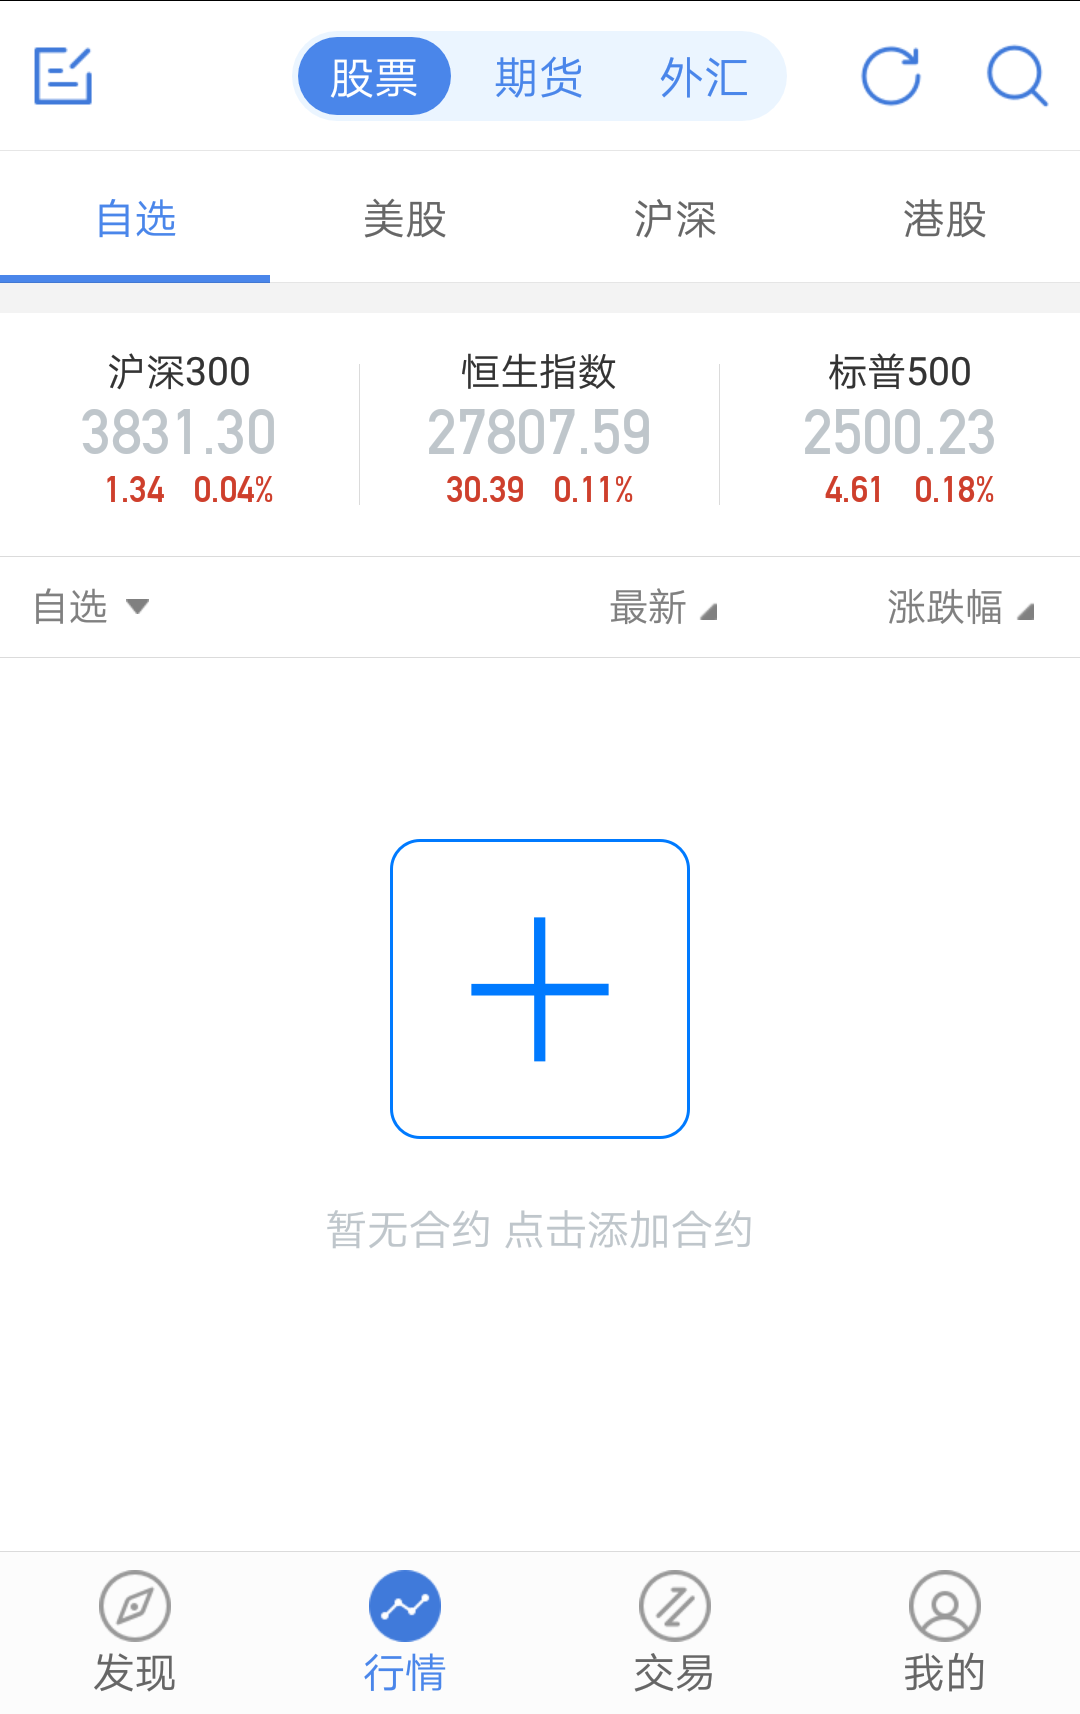 股票 期货 外汇
自选 美股 沪深 港股
沪深300 恒生指数 标普500
3831.30 27807.59 2500.23
1.34 0.04% 30.39 0.11% 4.61 0.18%
自选 最新 涨跌幅
暂无合约 点击添加合约
发现 行情 交易 我的